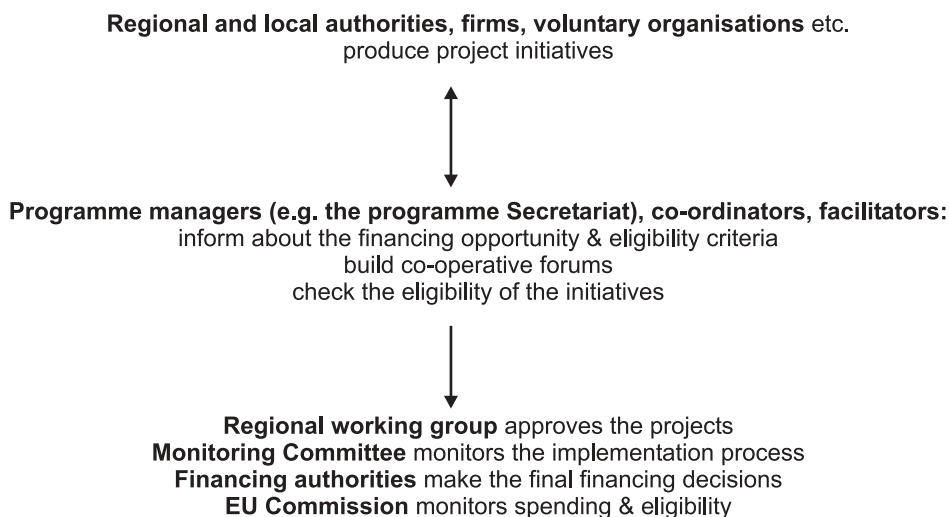 Regional and local authorities, firms, voluntary organisations etc.
produce project initiatives
Programme managers (e.g. the programme Secretariat), co-ordinators, facilitators:
inform about the financing opportunity & eligibility criteria
build co-operative forums
check the eligibility of the initiatives
Regional working group approves the projects
Monitoring Committee monitors the implementation process
Financing authorities make the final financing decisions
EU Commission monitors spending & eligibility